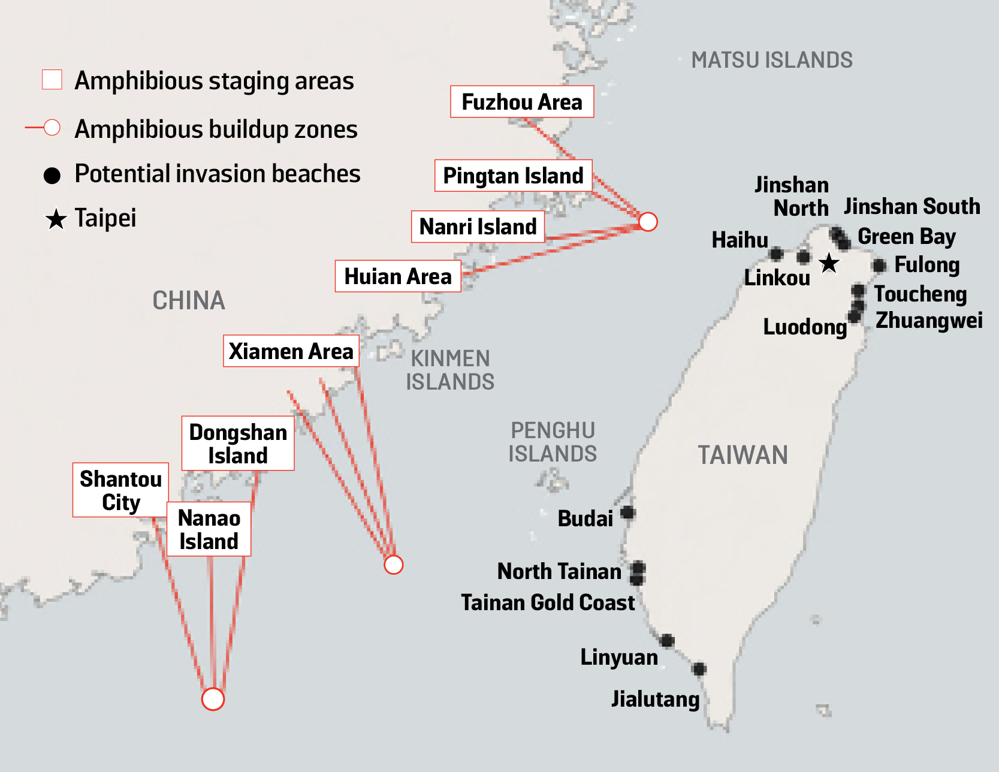 Amphibious staging areas
Amphibious buildup zones
Potential invasion beaches
Taipei
MATSU ISLANDS
Fuzhou Area
Pingtan Island
Nanri Island
Huian Area
CHINA
Xiamen Area
KINMEN
ISLANDS
Dongshan
Island
Shantou
City
Nanao
Island
PENGHU
ISLANDS
TAIWAN
Jinshan
North
Jinshan South
Haihu
Green Bay
Linkou
Fulong
Toucheng
Zhuangwei
Luodong
Budai
North Tainan
Tainan Gold Coast
Linyuan
Jialutang